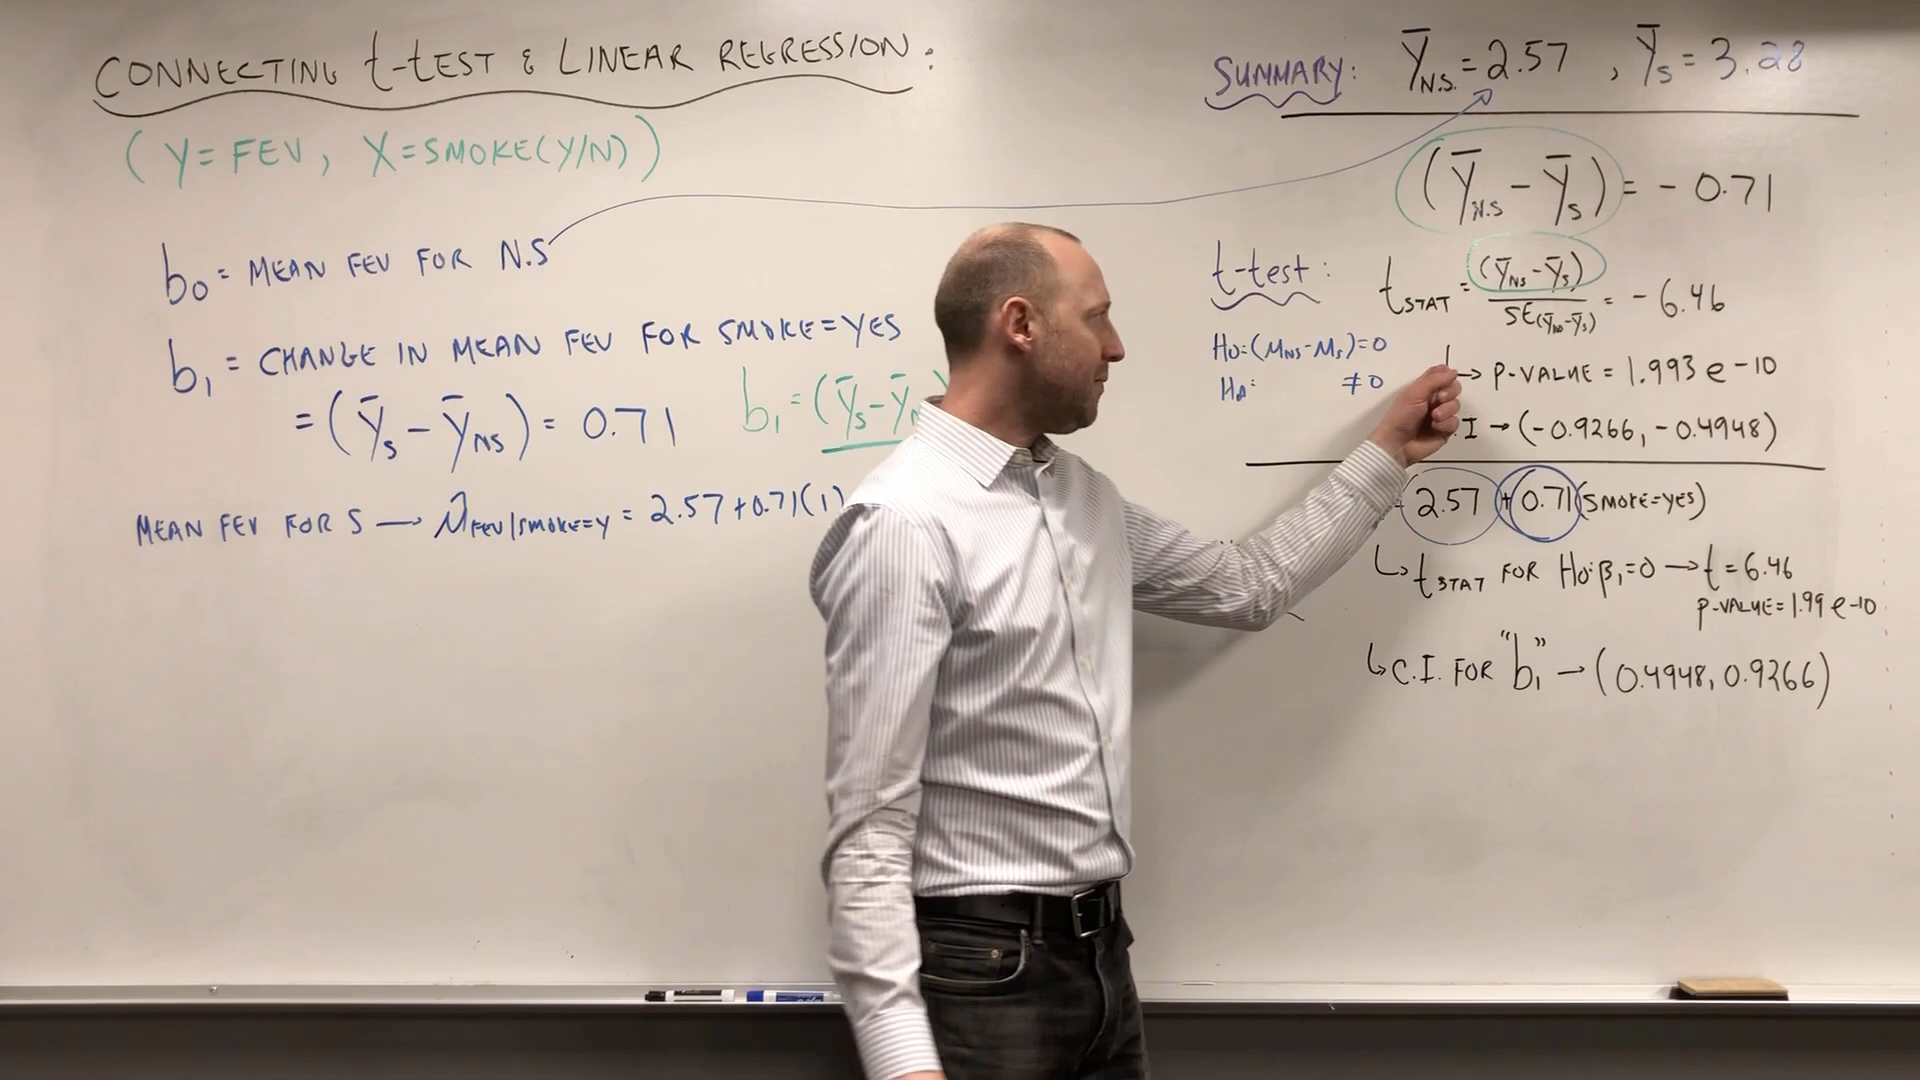 CONNECTING t-tEST & LINEAR REGRESSION:
(Y=FEV, X=SMOKE(Y/N))
b₀ = MEAN FEV FOR N.S
b₁ = CHANGE IN MEAN FEV FOR SMOKE=YES
= (ȳₛ - ȳNS) = 0.71
b₁ = (ȳₛ-ȳ
MEAN FEV FOR S → FEV|SMOKE=Y = 2.57+0.71(1)
SUMMARY: ȲN.S. = 2.57, Ȳₛ = 3.28
(ȲN.S - Ȳₛ) = - 0.71
t-test: tSTAT = (ȳNS - ȳₛ) / SE(ȳNS-ȳₛ) = - 6.46
H₀:(μNS-μₛ)=0
HA: ≠0
→ P-VALUE = 1.993 e-10
I → (-0.9266, -0.4948)
2.57 + 0.71(SMOKE=YES)
↳ tSTAT FOR H₀:β₁=0 → t = 6.46
P-VALUE = 1.99 e-10
↳ C.I. FOR "b₁" → (0.4948, 0.9266)